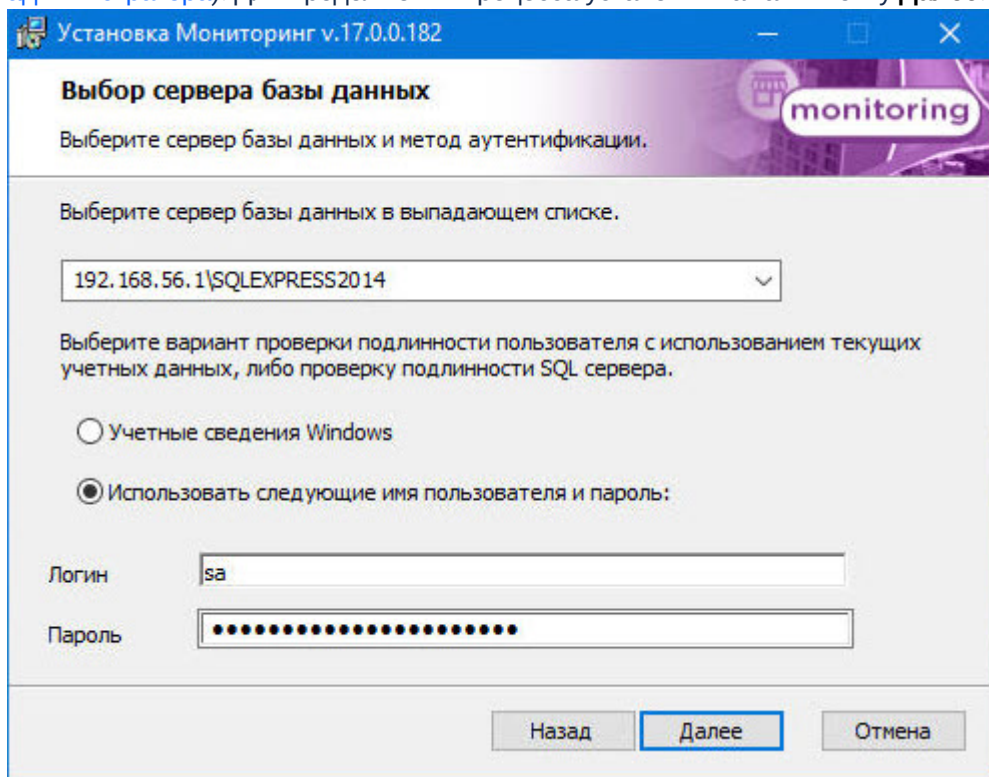 Установка Мониторинг v.17.0.0.182
Выбор сервера базы данных
monitoring
Выберите сервер базы данных и метод аутентификации.
Выберите сервер базы данных в выпадающем списке.
192.168.56.1\SQLEXPRESS2014
Выберите вариант проверки подлинности пользователя с использованием текущих
учетных данных, либо проверку подлинности SQL сервера.
Учетные сведения Windows
Использовать следующие имя пользователя и пароль:
Логин
sa
Пароль
Назад Далее Отмена